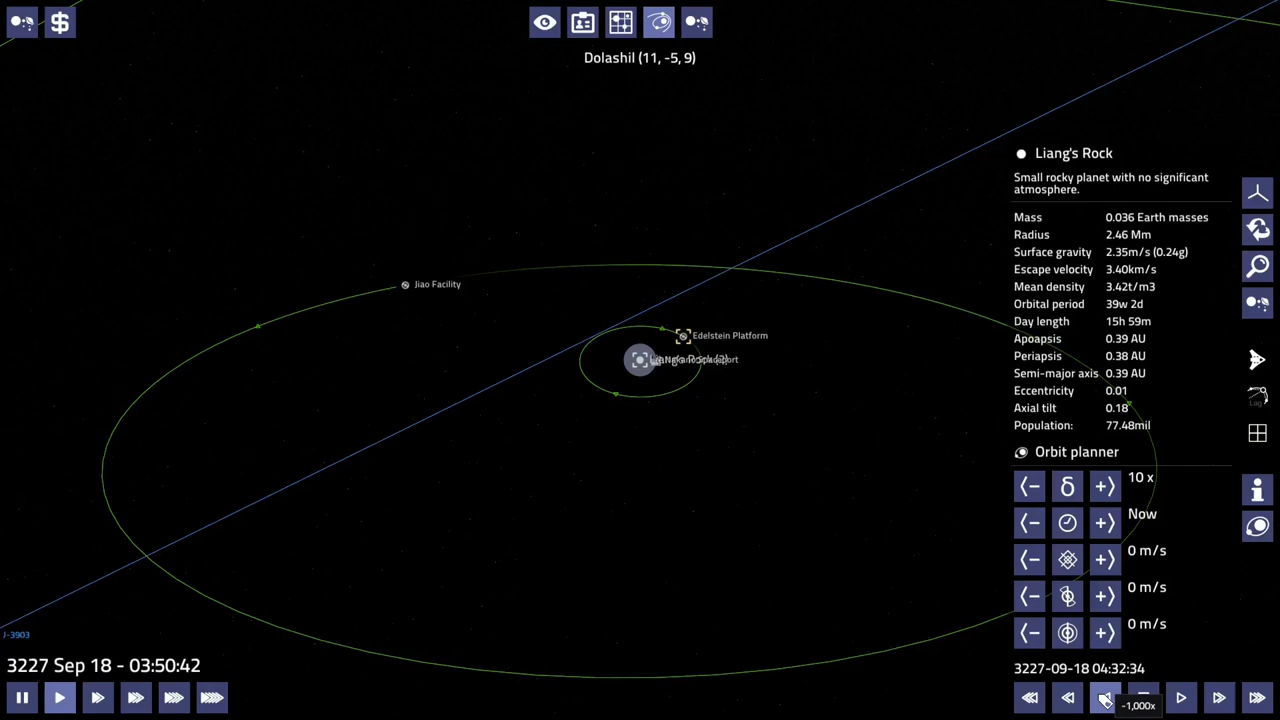 Dolashil (11, -5, 9)
Liang's Rock
Small rocky planet with no significant
atmosphere.
Mass 0.036 Earth masses
Radius 2.46 Mm
Surface gravity 2.35m/s (0.24g)
Escape velocity 3.40km/s
Mean density 3.42t/m3
Orbital period 39w 2d
Day length 15h 59m
Apoapsis 0.39 AU
Periapsis 0.38 AU
Semi-major axis 0.39 AU
Eccentricity 0.01
Axial tilt 0.18
Population: 77.48mil
Jiao Facility
Edelstein Platform
Lag
Orbit planner
10 x
Now
0 m/s
0 m/s
0 m/s
J-3903
3227 Sep 18 - 03:50:42
3227-09-18 04:32:34
-1,000x